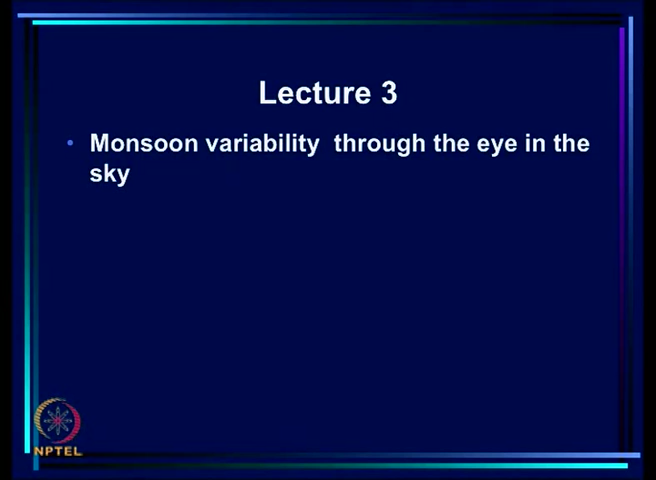 Lecture 3
• Monsoon variability through the eye in the
sky
NPTEL